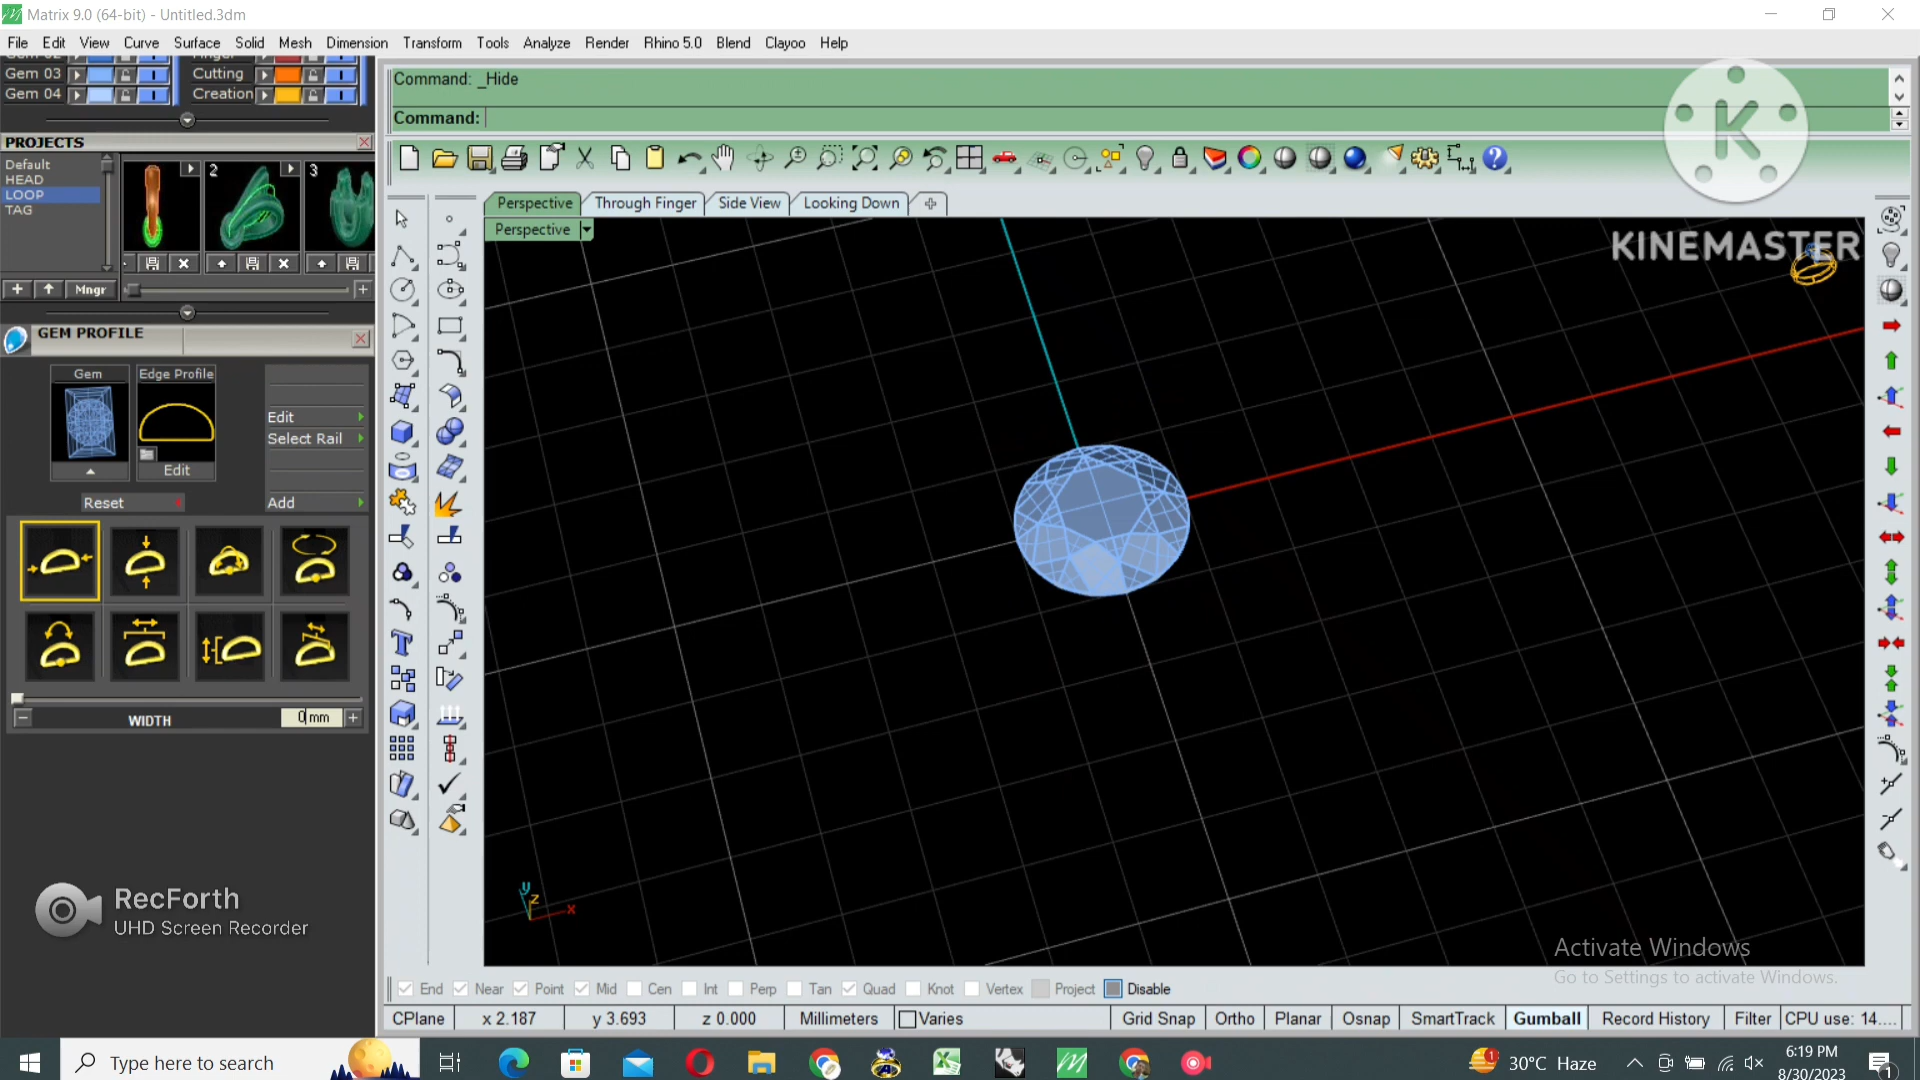 Matrix 9.0 (64-bit) - Untitled.3dm
File Edit View Curve Surface Solid Mesh Dimension Transform Tools Analyze Render Rhino 5.0 Blend Clayoo Help
Gem 03 Cutting
Gem 04 Creation
Command: _Hide
Command:
K
PROJECTS
Default
HEAD
LOOP
TAG
2
3
Mngr
Perspective Through Finger Side View Looking Down
Perspective
KINEMASTER
GEM PROFILE
Gem Edge Profile
Edit
Select Rail
Edit
Reset Add
WIDTH 0 mm
RecForth
UHD Screen Recorder
y
z
x
Activate Windows
Go to Settings to activate Windows.
End Near Point Mid Cen Int Perp Tan Quad Knot Vertex Project Disable
CPlane x 2.187 y 3.693 z 0.000 Millimeters Varies Grid Snap Ortho Planar Osnap SmartTrack Gumball Record History Filter CPU use: 14....
Type here to search
1
30°C Haze
6:19 PM
8/30/2023
1